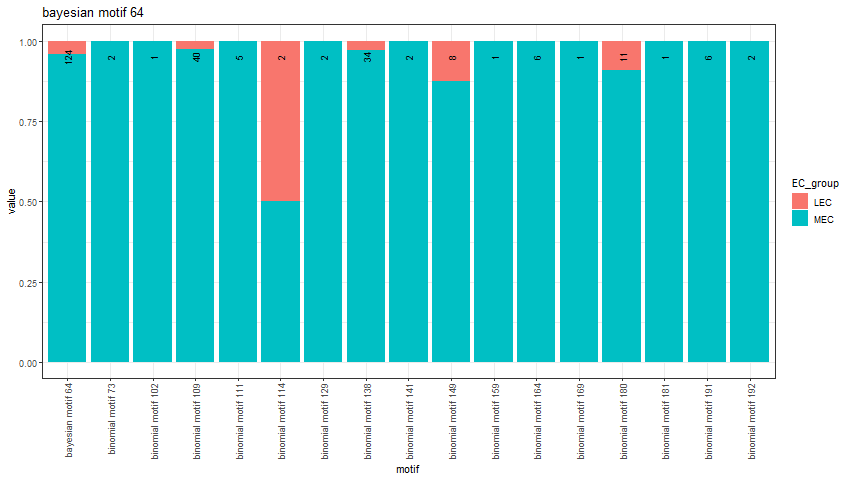 bayesian motif 64
1.00
0.75
0.50
0.25
0.00
value
124
2
1
40
5
2
2
34
2
8
1
6
1
11
1
6
2
bayesian motif 64
binomial motif 73
binomial motif 102
binomial motif 109
binomial motif 111
binomial motif 114
binomial motif 129
binomial motif 138
binomial motif 141
binomial motif 149
binomial motif 159
binomial motif 164
binomial motif 169
binomial motif 180
binomial motif 181
binomial motif 191
binomial motif 192
motif
EC_group
LEC
MEC